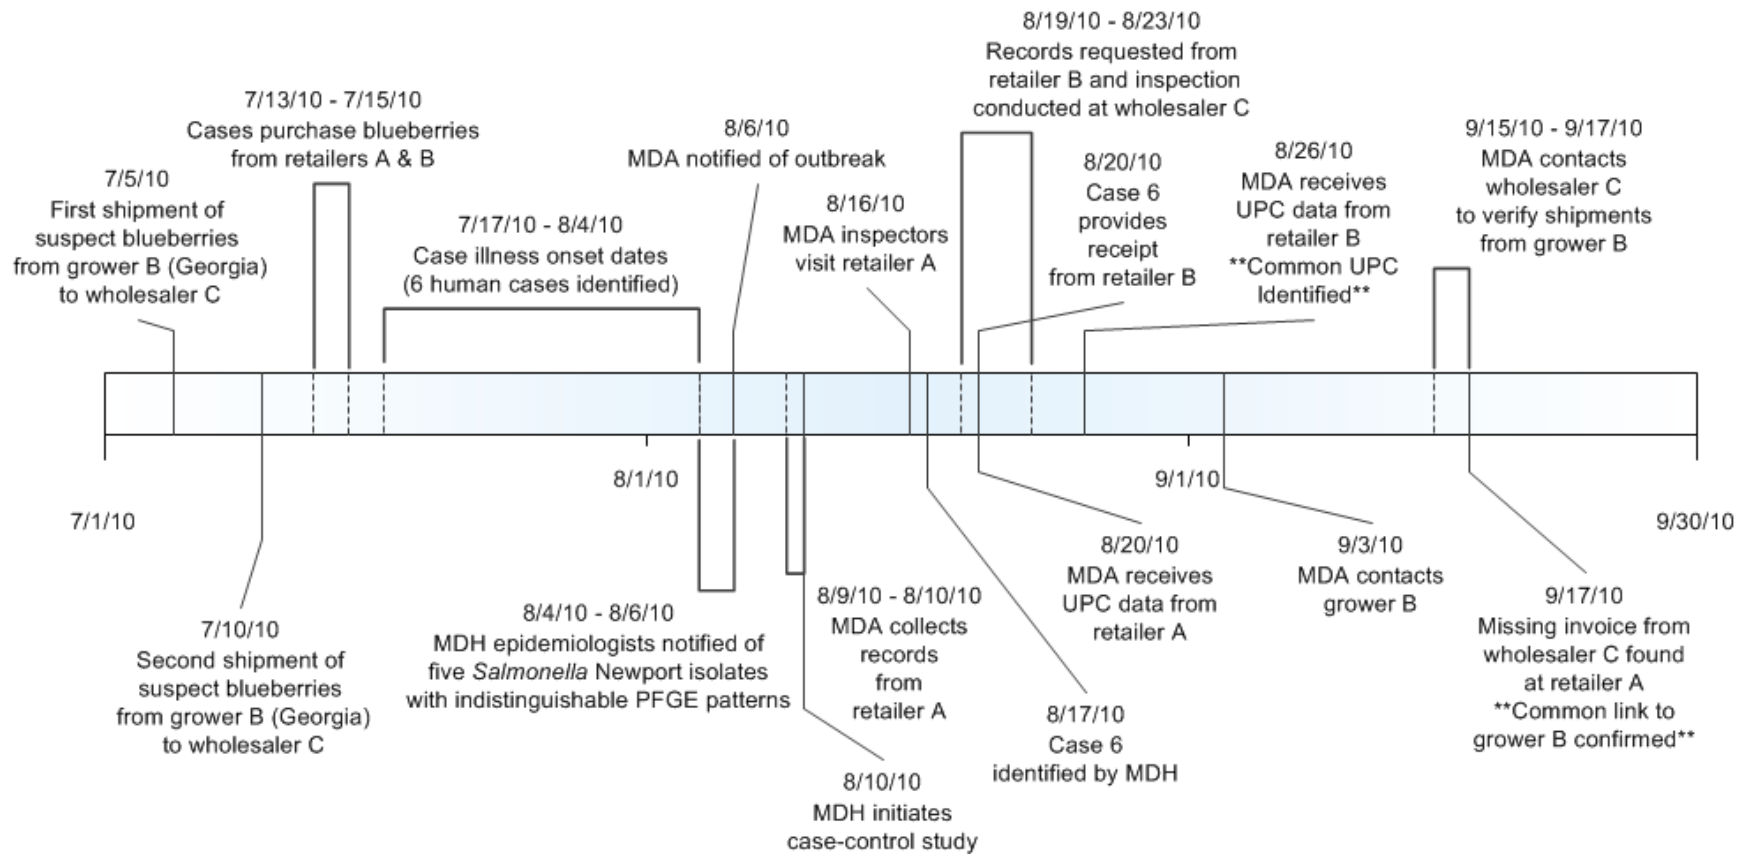 7/5/10
First shipment of
suspect blueberries
from grower B (Georgia)
to wholesaler C
7/13/10 - 7/15/10
Cases purchase blueberries
from retailers A & B
7/17/10 - 8/4/10
Case illness onset dates
(6 human cases identified)
8/6/10
MDA notified of outbreak
8/16/10
MDA inspectors
visit retailer A
8/19/10 - 8/23/10
Records requested from
retailer B and inspection
conducted at wholesaler C
8/20/10
Case 6
provides
receipt
from retailer B
8/26/10
MDA receives
UPC data from
retailer B
**Common UPC
Identified**
9/15/10 - 9/17/10
MDA contacts
wholesaler C
to verify shipments
from grower B
7/1/10
8/1/10
9/1/10
9/30/10
7/10/10
Second shipment of
suspect blueberries
from grower B (Georgia)
to wholesaler C
8/4/10 - 8/6/10
MDH epidemiologists notified of
five Salmonella Newport isolates
with indistinguishable PFGE patterns
8/9/10 - 8/10/10
MDA collects
records
from
retailer A
8/10/10
MDH initiates
case-control study
8/17/10
Case 6
identified by MDH
8/20/10
MDA receives
UPC data from
retailer A
9/3/10
MDA contacts
grower B
9/17/10
Missing invoice from
wholesaler C found
at retailer A
**Common link to
grower B confirmed**